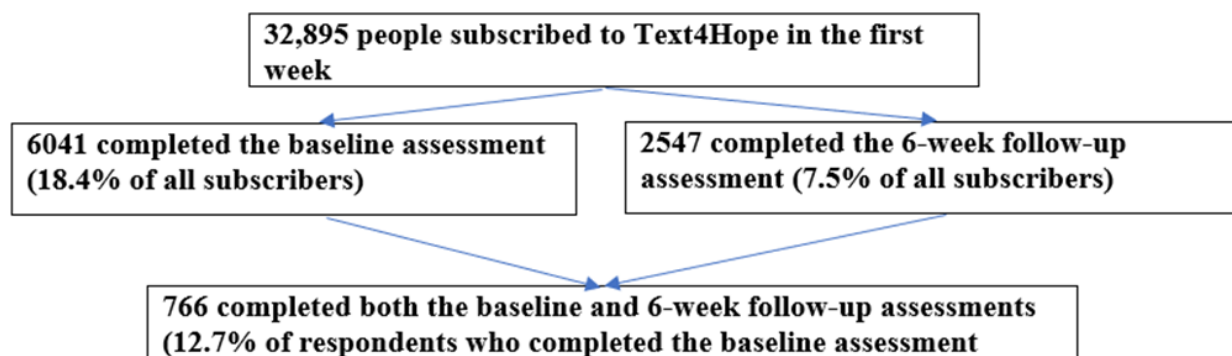 32,895 people subscribed to Text4Hope in the first
week
6041 completed the baseline assessment
(18.4% of all subscribers)
2547 completed the 6-week follow-up
assessment (7.5% of all subscribers)
766 completed both the baseline and 6-week follow-up assessments
(12.7% of respondents who completed the baseline assessment